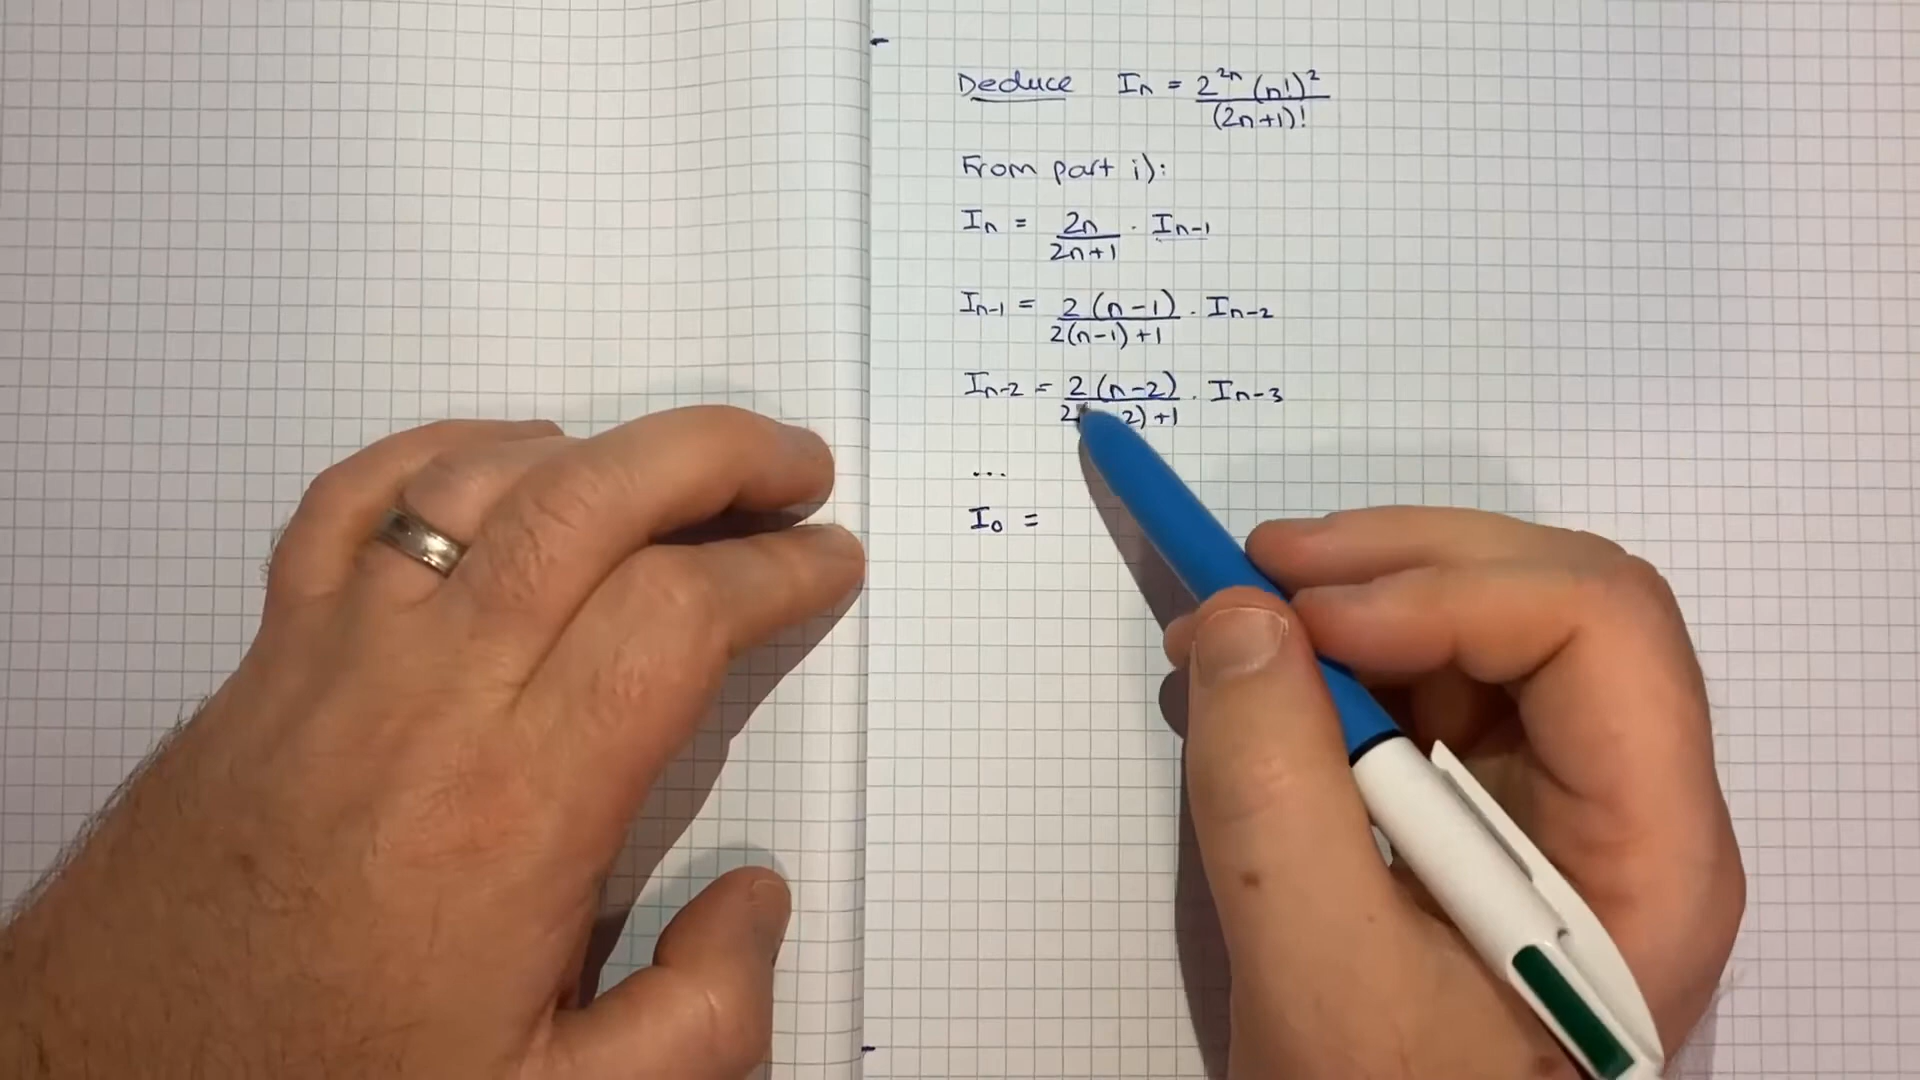 Deduce Iₙ = 2²ⁿ (n!)² / (2n+1)!
From part i):
Iₙ = 2n / 2n+1 · Iₙ₋₁
Iₙ₋₁ = 2(n-1) / 2(n-1)+1 · Iₙ₋₂
Iₙ₋₂ = 2(n-2) / 2 2)+1 · Iₙ₋₃
...
I₀ =